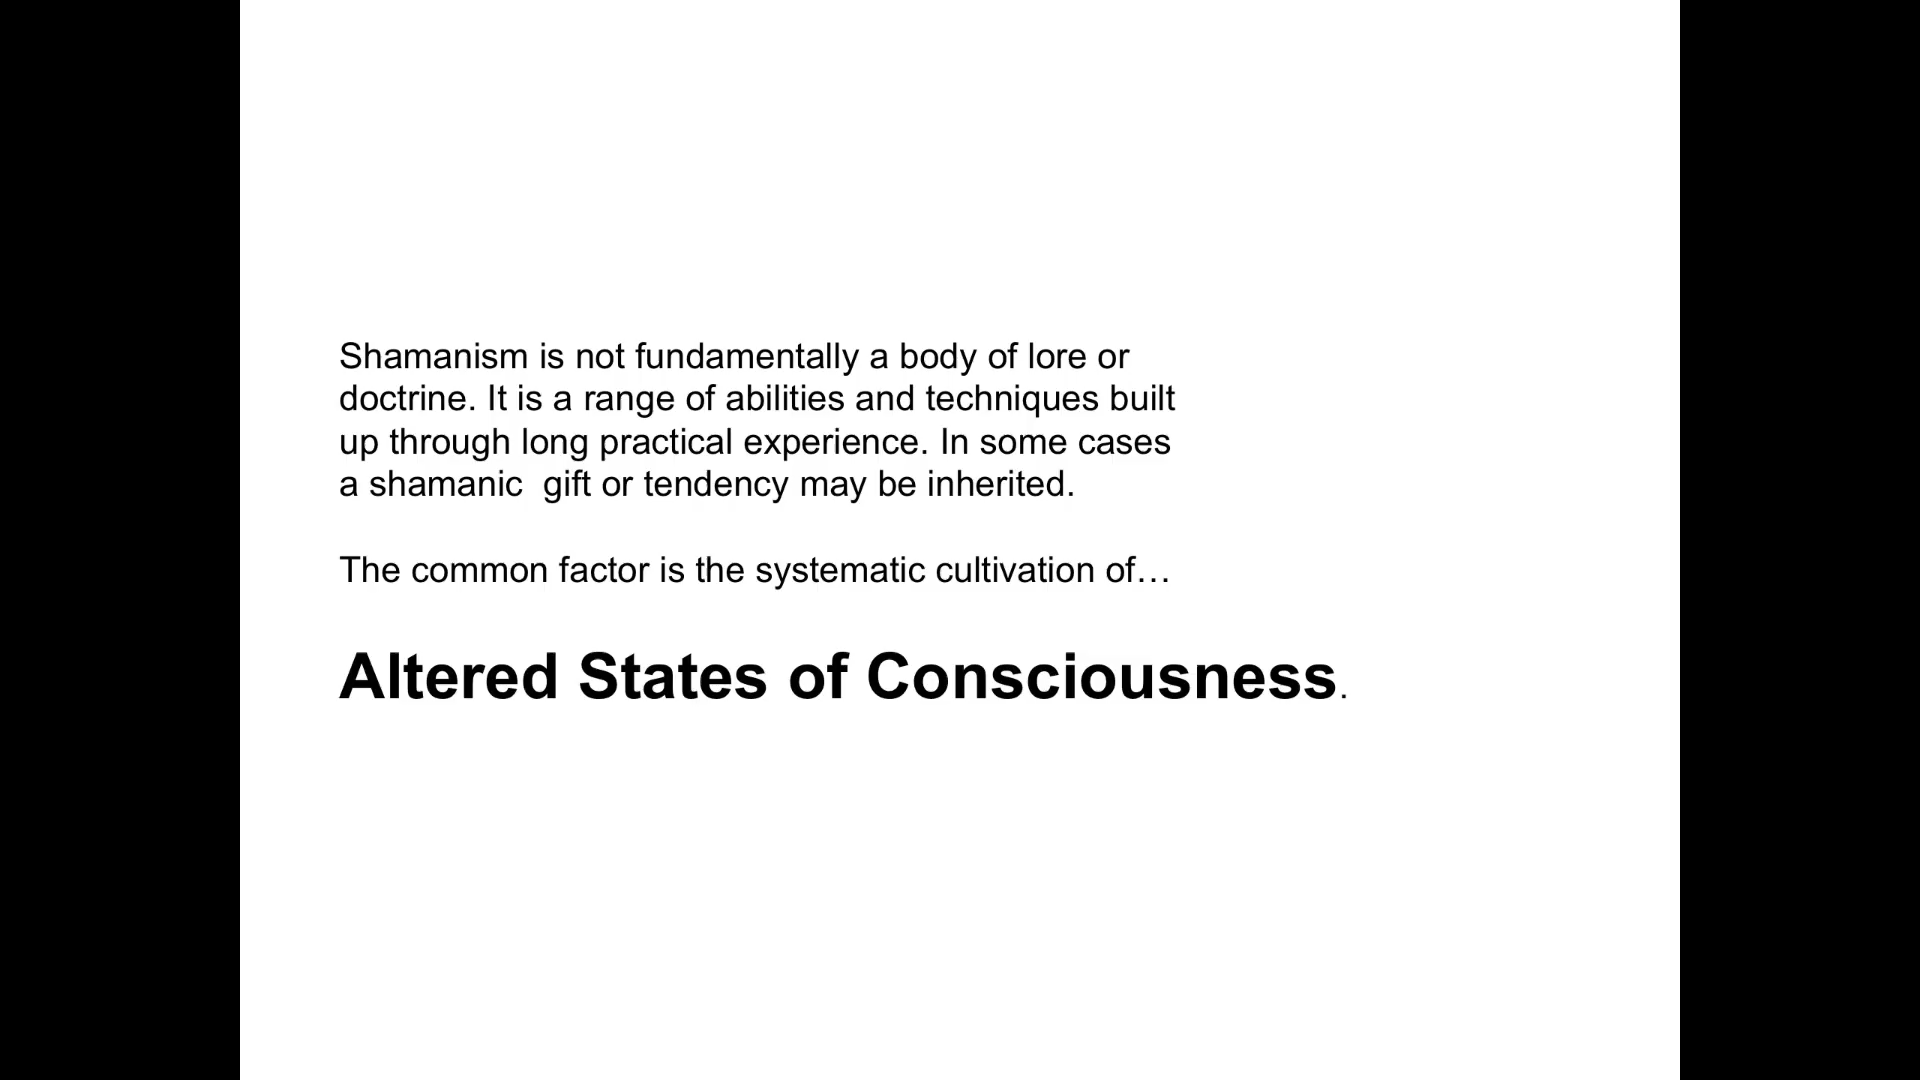 Shamanism is not fundamentally a body of lore or
doctrine. It is a range of abilities and techniques built
up through long practical experience. In some cases
a shamanic  gift or tendency may be inherited.
The common factor is the systematic cultivation of…
Altered States of Consciousness.